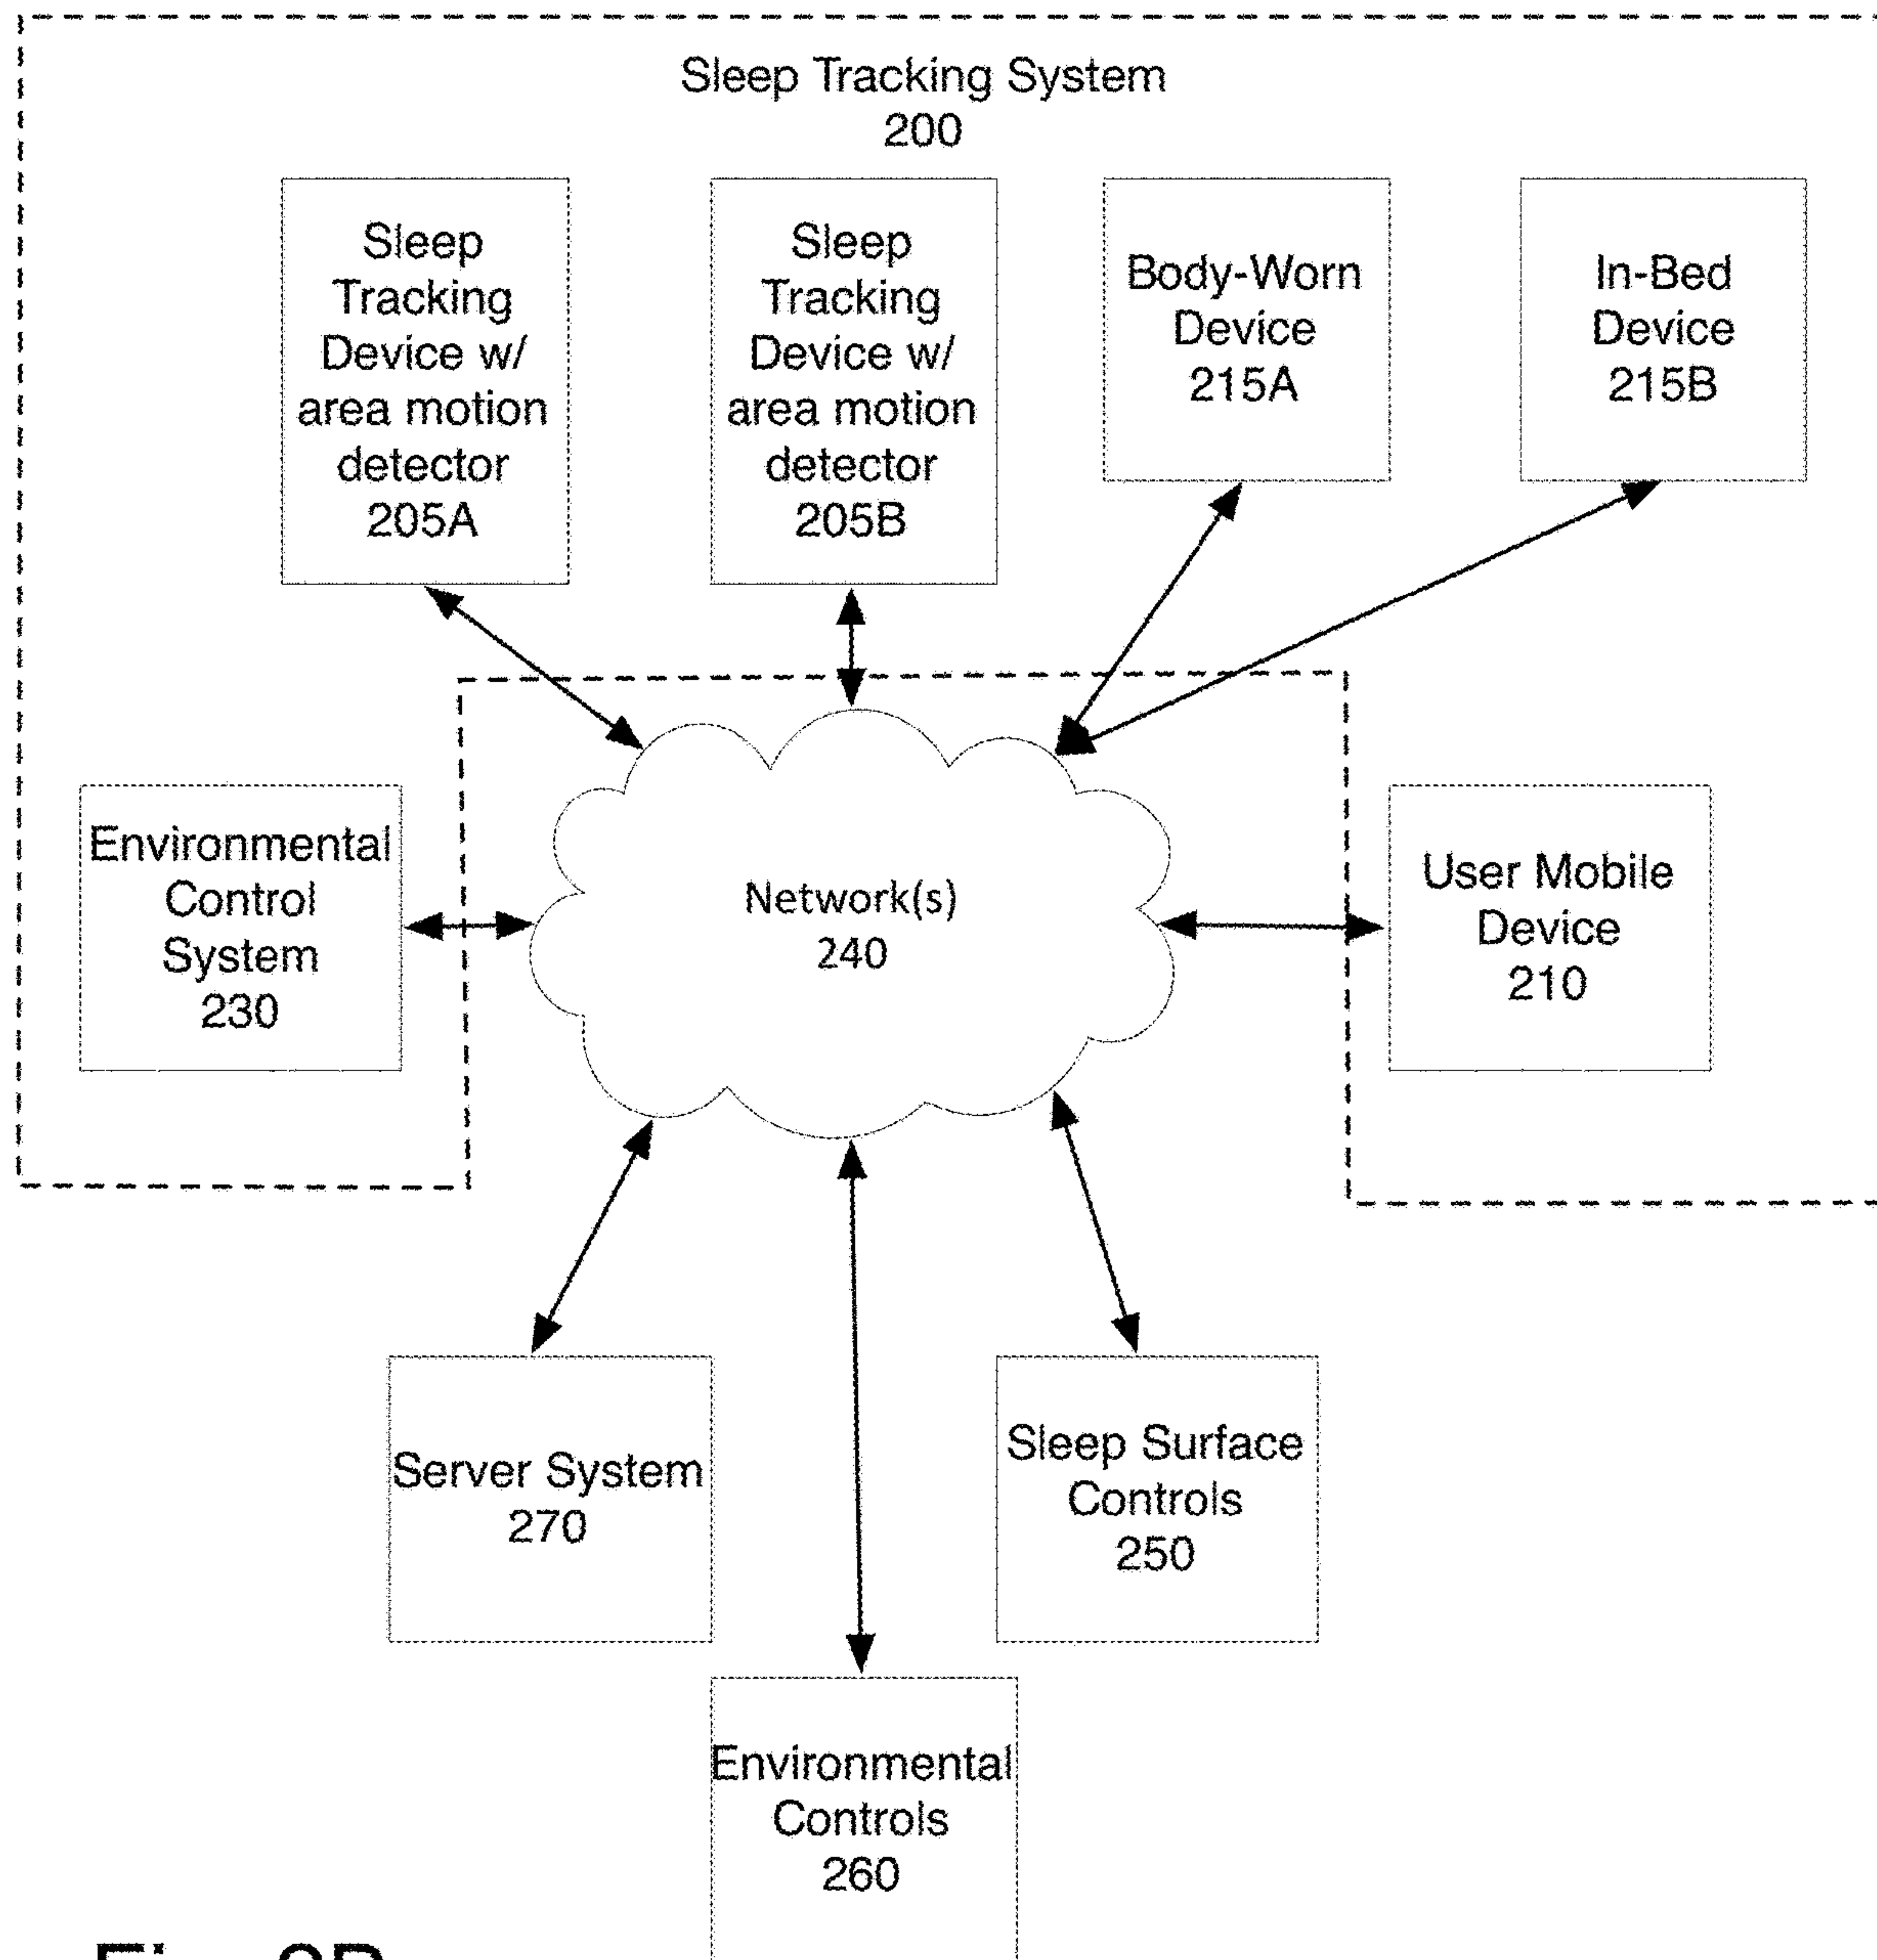 Sleep Tracking System
200
Sleep
Tracking
Device w/
area motion
detector
205A
Sleep
Tracking
Device w/
area motion
detector
205B
Body-Worn
Device
215A
In-Bed
Device
215B
Environmental
Control
System
230
Network(s)
240
User Mobile
Device
210
Server System
270
Sleep Surface
Controls
250
Environmental
Controls
260